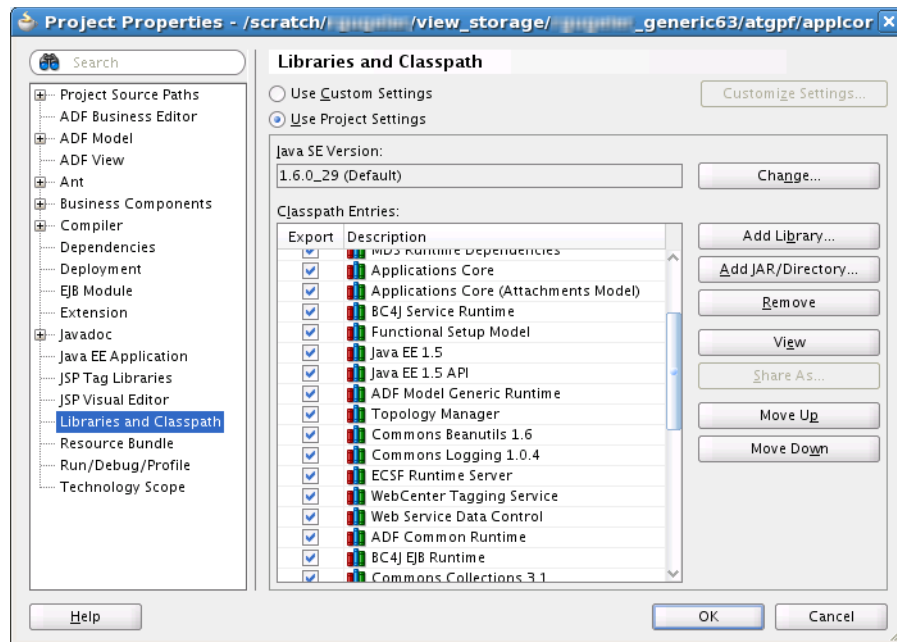 Project Properties - /scratch/ /view_storage/ _generic63/atgpf/applcor
Search
Project Source Paths
ADF Business Editor
ADF Model
ADF View
Ant
Business Components
Compiler
Dependencies
Deployment
EJB Module
Extension
Javadoc
Java EE Application
JSP Tag Libraries
JSP Visual Editor
Libraries and Classpath
Resource Bundle
Run/Debug/Profile
Technology Scope
Libraries and Classpath
Use Custom Settings
Customize Settings...
Use Project Settings
Java SE Version:
1.6.0_29 (Default)
Change...
Classpath Entries:
Export Description
MDS Runtime Dependencies
Applications Core
Applications Core (Attachments Model)
BC4J Service Runtime
Functional Setup Model
Java EE 1.5
Java EE 1.5 API
ADF Model Generic Runtime
Topology Manager
Commons Beanutils 1.6
Commons Logging 1.0.4
ECSF Runtime Server
WebCenter Tagging Service
Web Service Data Control
ADF Common Runtime
BC4J EJB Runtime
Commons Collections 3.1
Add Library...
Add JAR/Directory...
Remove
View
Share As...
Move Up
Move Down
Help
OK
Cancel